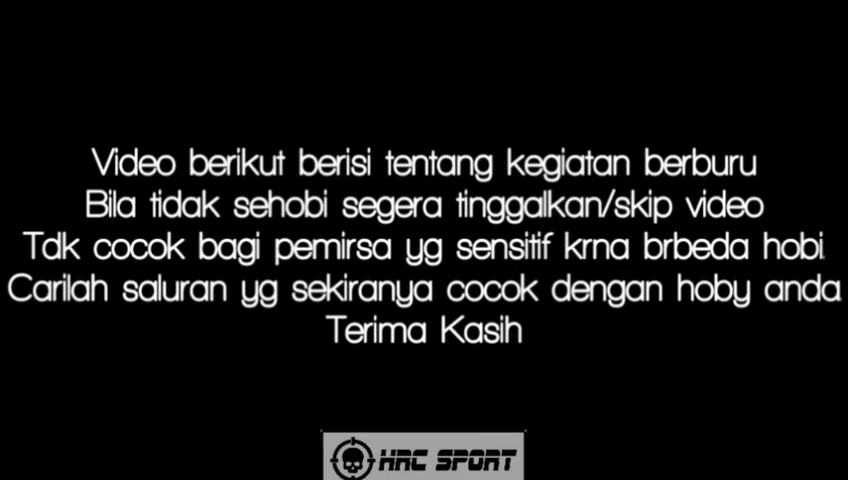 Video berikut berisi tentang kegiatan berburu
Bila tidak sehobi segera tinggalkan/skip video
Tdk cocok bagi pemirsa yg sensitif krna brbeda hobi.
Carilah saluran yg sekiranya cocok dengan hoby anda.
Terima Kasih
HRC SPORT